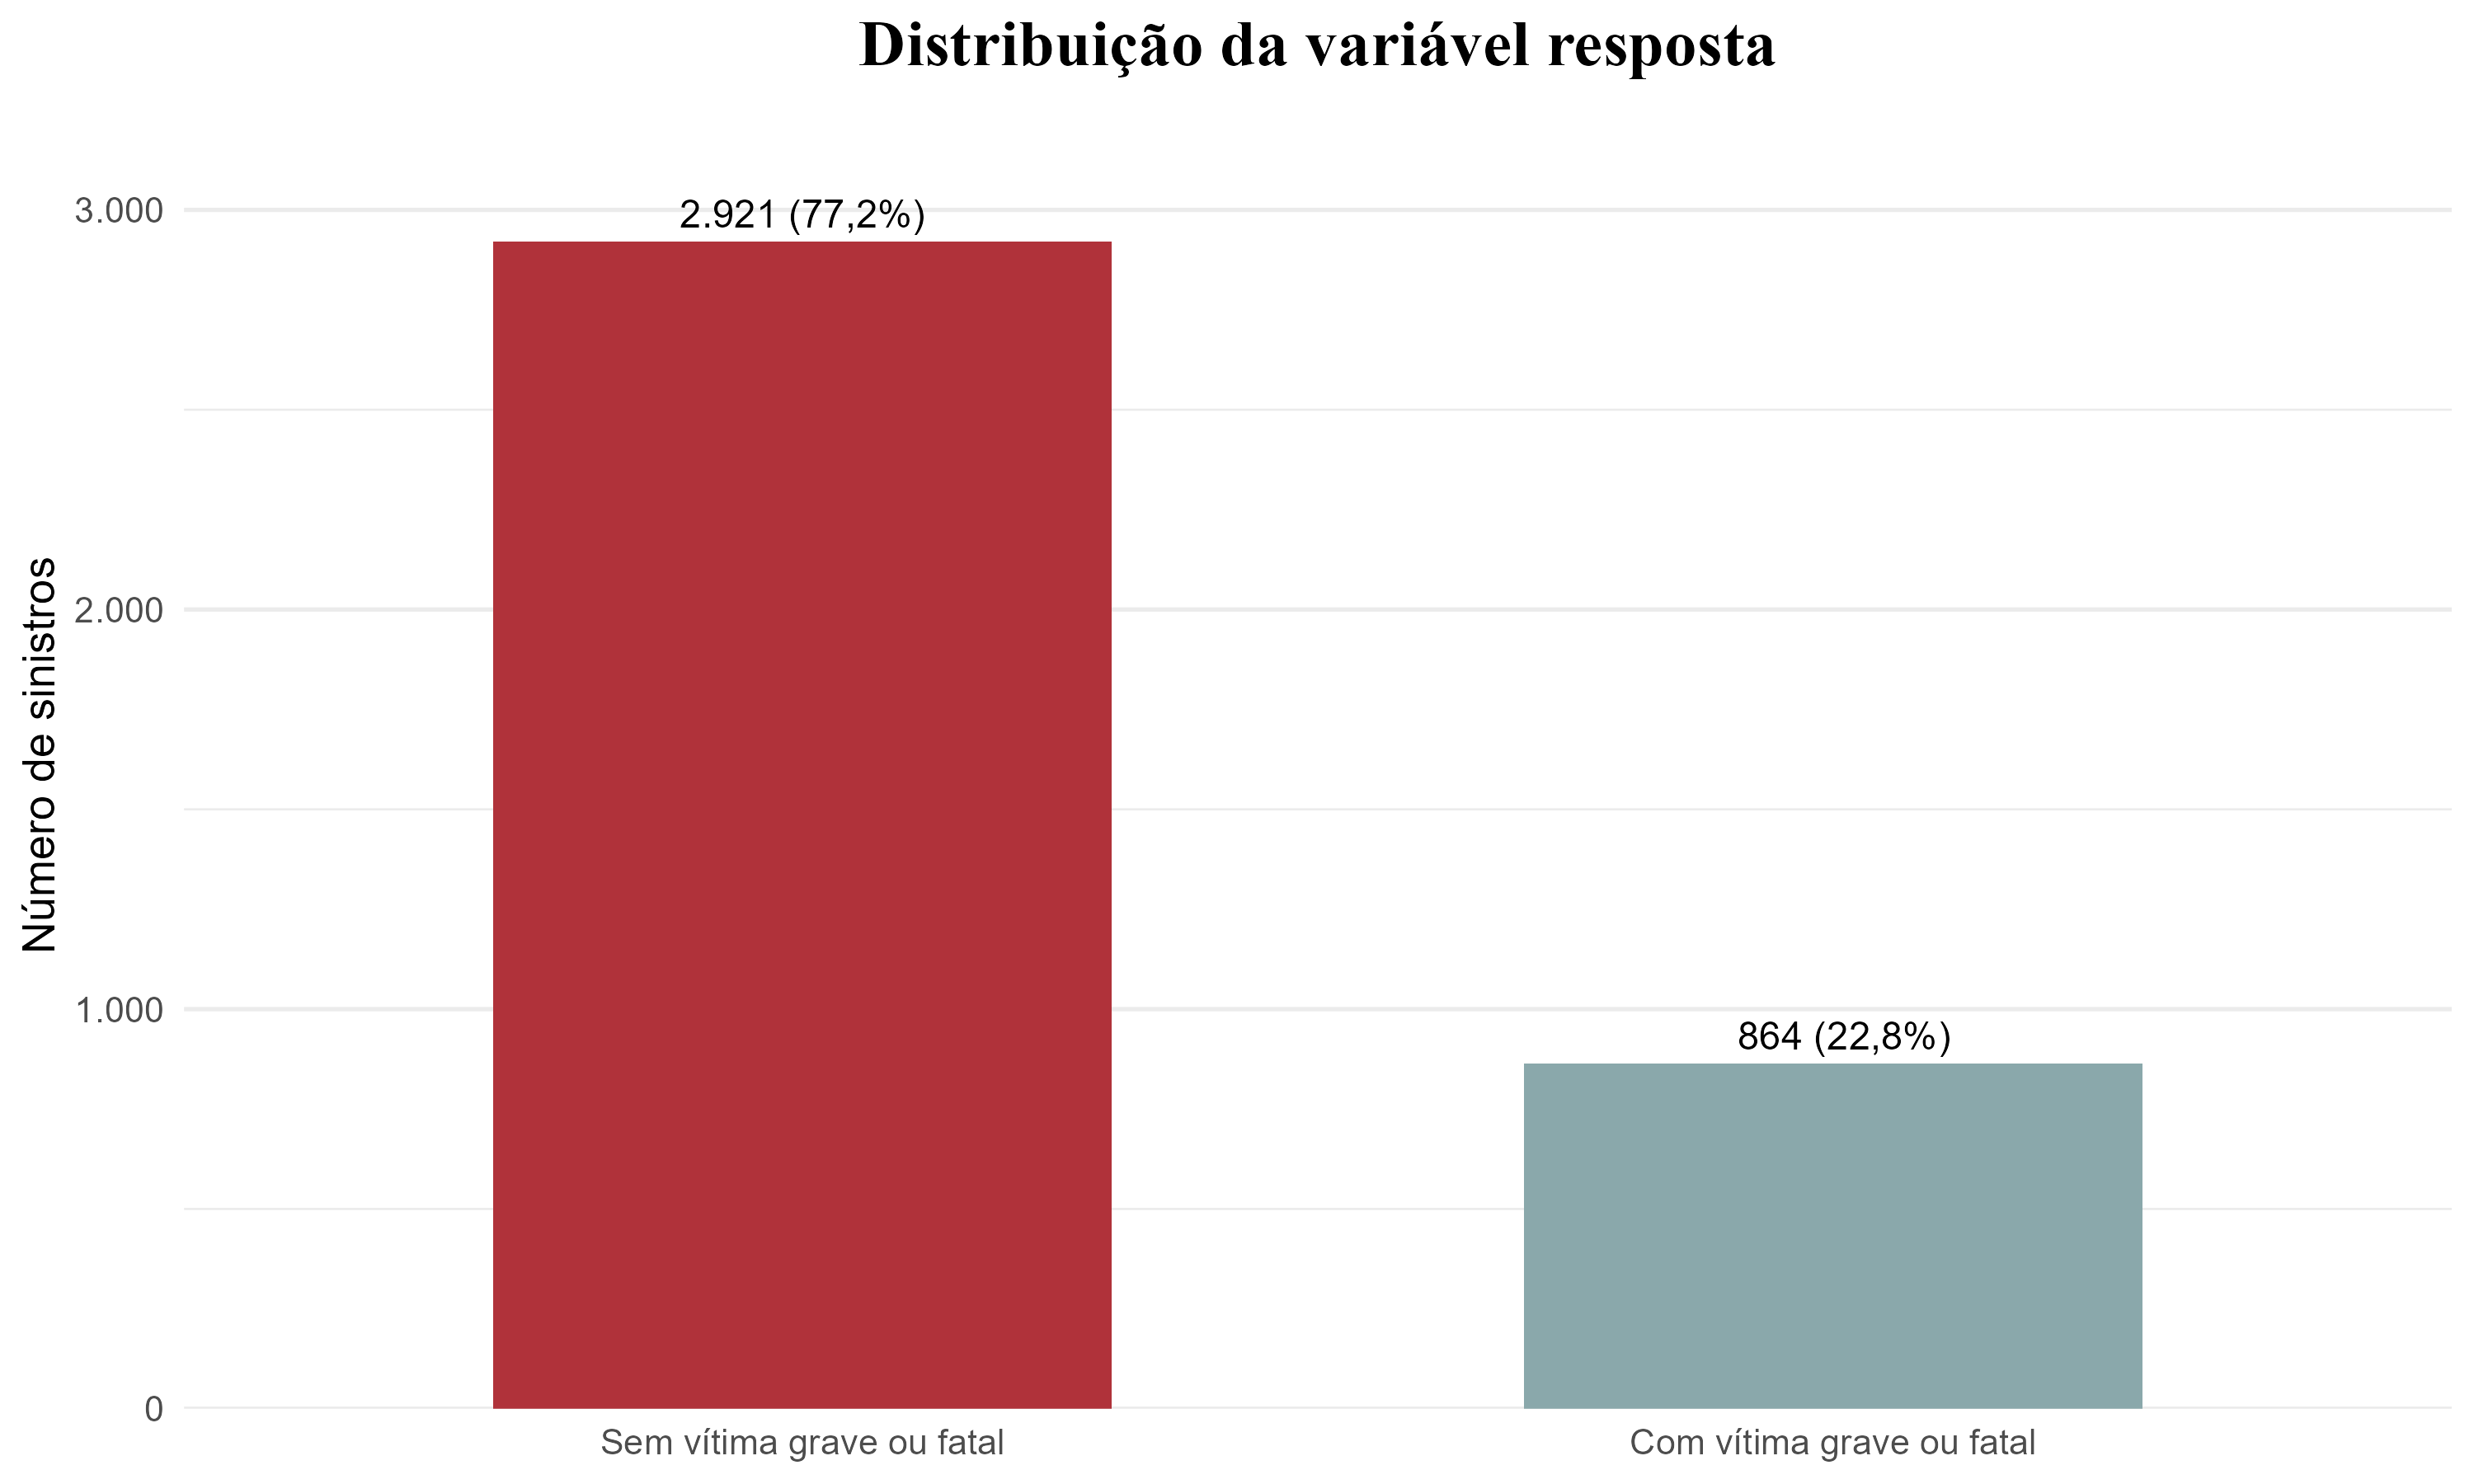 Distribuição da variável resposta
3.000
2.921 (77,2%)
2.000
Número de sinistros
1.000
864 (22,8%)
0
Sem vítima grave ou fatal
Com vítima grave ou fatal